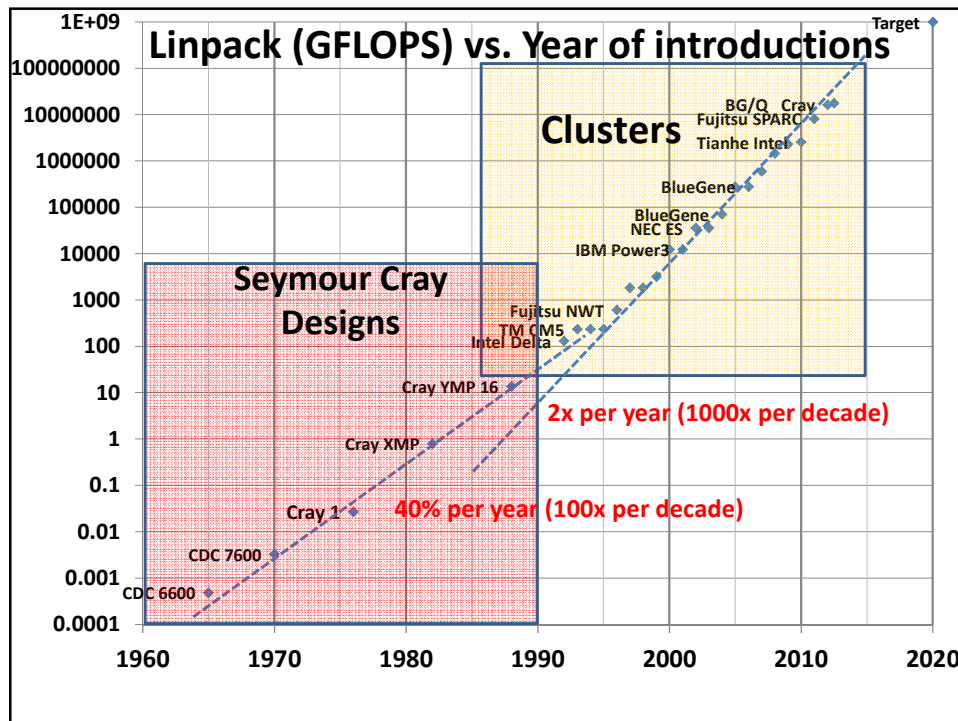 Linpack (GFLOPS) vs. Year of introductions
1E+09
100000000
10000000
1000000
100000
10000
1000
100
10
1
0.1
0.01
0.001
0.0001
Target
Clusters
BG/Q Cray
Fujitsu SPARC
Tianhe Intel
BlueGene
BlueGene
NEC ES
IBM Power3
Seymour Cray
Designs
Fujitsu NWT
TM CM5
Intel Delta
Cray YMP 16
2x per year (1000x per decade)
Cray XMP
Cray 1
40% per year (100x per decade)
CDC 7600
CDC 6600
1960 1970 1980 1990 2000 2010 2020